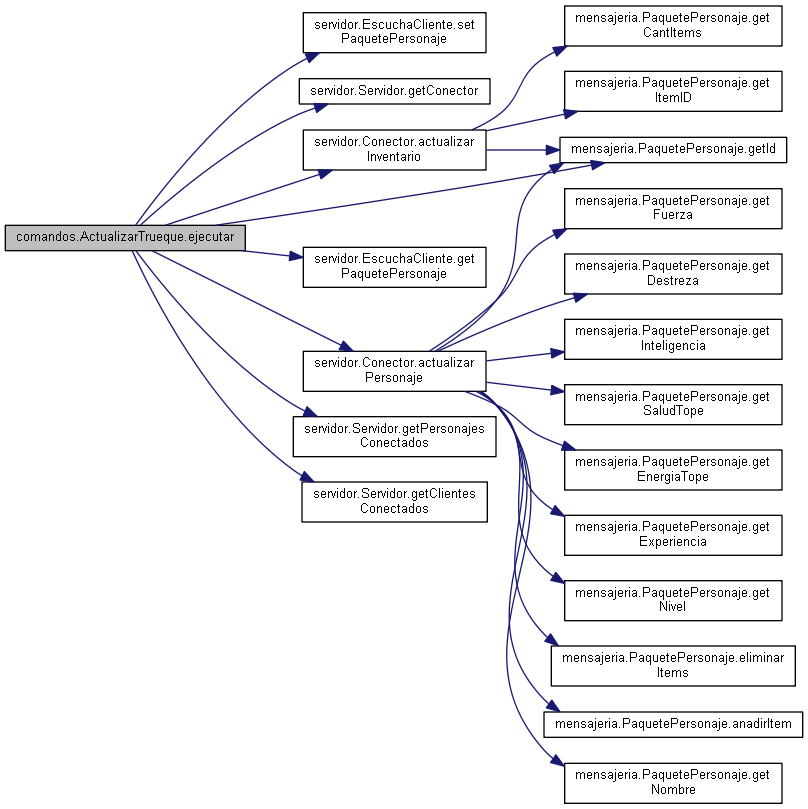 comandos.ActualizarTrueque.ejecutar
servidor.EscuchaCliente.set
PaquetePersonaje
servidor.Servidor.getConector
servidor.Conector.actualizar
Inventario
servidor.EscuchaCliente.get
PaquetePersonaje
servidor.Conector.actualizar
Personaje
servidor.Servidor.getPersonajes
Conectados
servidor.Servidor.getClientes
Conectados
mensajeria.PaquetePersonaje.get
CantItems
mensajeria.PaquetePersonaje.get
ItemID
mensajeria.PaquetePersonaje.getId
mensajeria.PaquetePersonaje.get
Fuerza
mensajeria.PaquetePersonaje.get
Destreza
mensajeria.PaquetePersonaje.get
Inteligencia
mensajeria.PaquetePersonaje.get
SaludTope
mensajeria.PaquetePersonaje.get
EnergiaTope
mensajeria.PaquetePersonaje.get
Experiencia
mensajeria.PaquetePersonaje.get
Nivel
mensajeria.PaquetePersonaje.eliminar
Items
mensajeria.PaquetePersonaje.anadirItem
mensajeria.PaquetePersonaje.get
Nombre